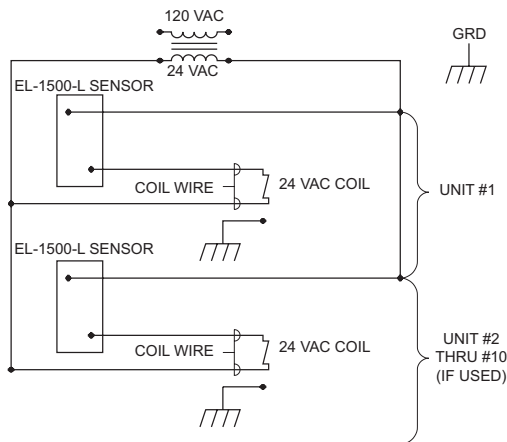 120 VAC
GRD
24 VAC
EL-1500-L SENSOR
COIL WIRE
24 VAC COIL
UNIT #1
EL-1500-L SENSOR
COIL WIRE
24 VAC COIL
UNIT #2
THRU #10
(IF USED)